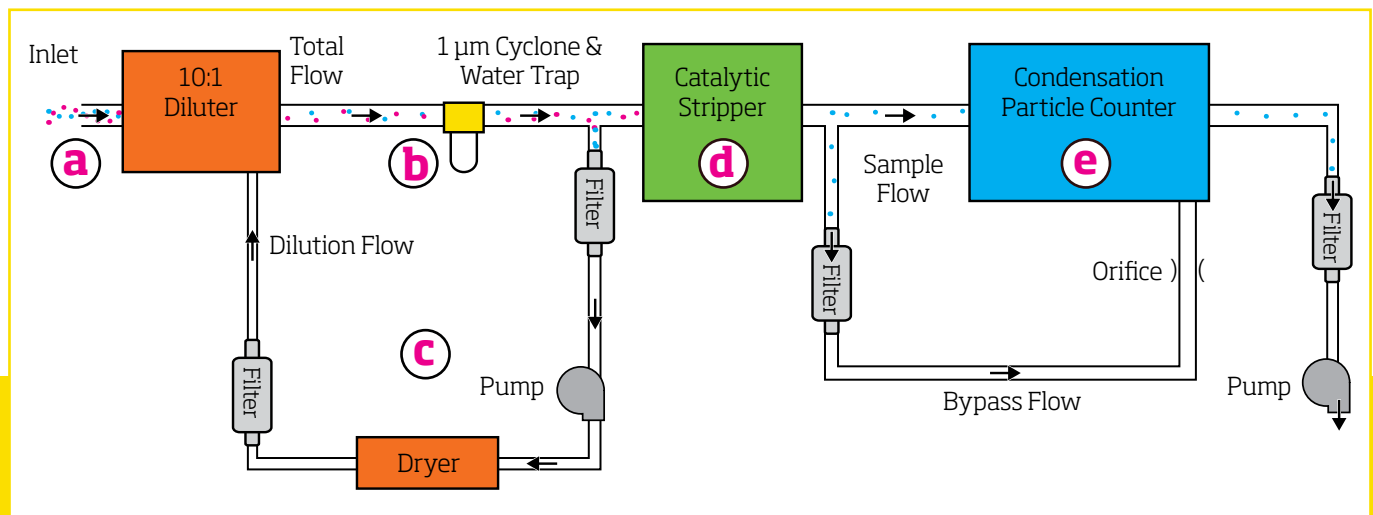 Inlet
10:1
Diluter
Total
Flow
1 µm Cyclone &
Water Trap
Catalytic
Stripper
Condensation
Particle Counter
a
b
d
e
Sample
Flow
Filter
Filter
Filter
Dilution Flow
Orifice
c
Filter
Pump
Bypass Flow
Pump
Dryer